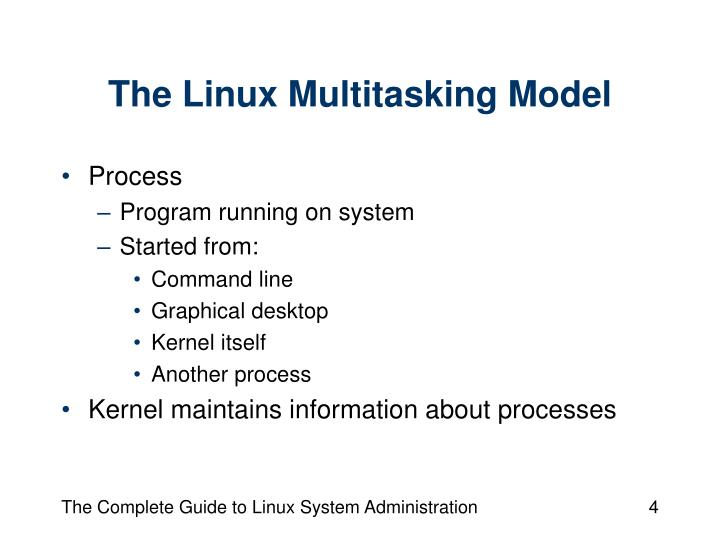 The Linux Multitasking Model
• Process
– Program running on system
– Started from:
• Command line
• Graphical desktop
• Kernel itself
• Another process
• Kernel maintains information about processes
The Complete Guide to Linux System Administration 4